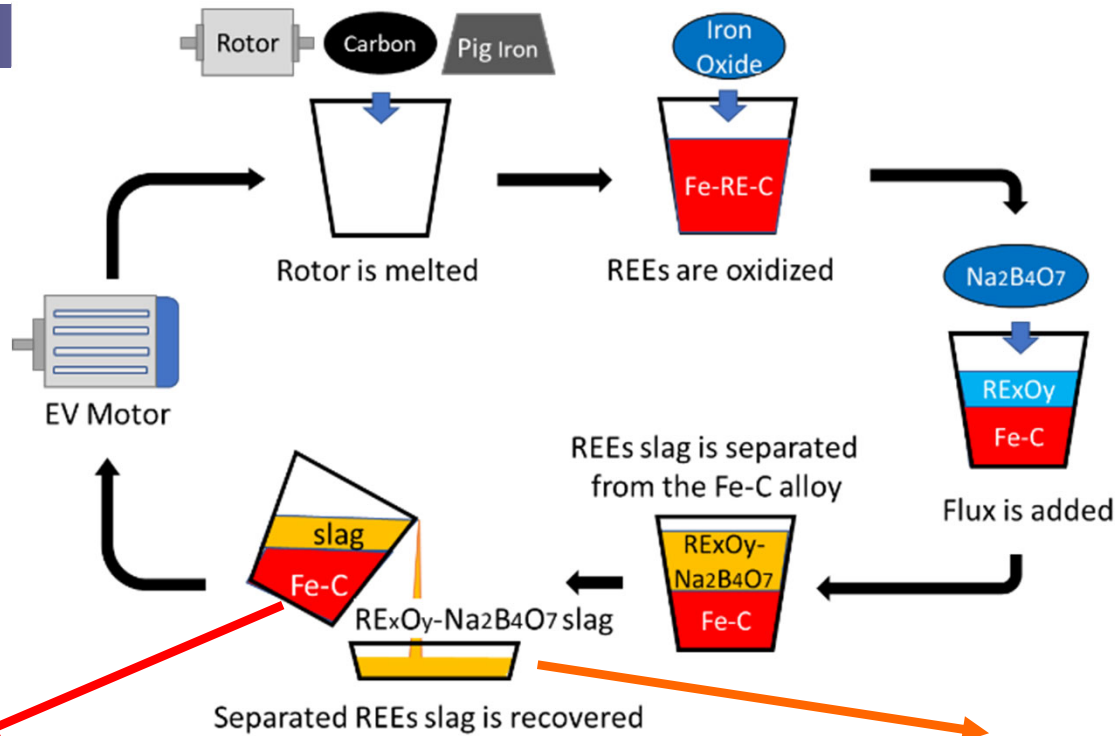 Rotor
Carbon
Pig Iron
Iron
Oxide
Fe-RE-C
Rotor is melted
REEs are oxidized
Na2B4O7
RExOy
Fe-C
Flux is added
EV Motor
REEs slag is separated
from the Fe-C alloy
RExOy-
Na2B4O7
Fe-C
slag
Fe-C
RExOy-Na2B4O7 slag
Separated REEs slag is recovered